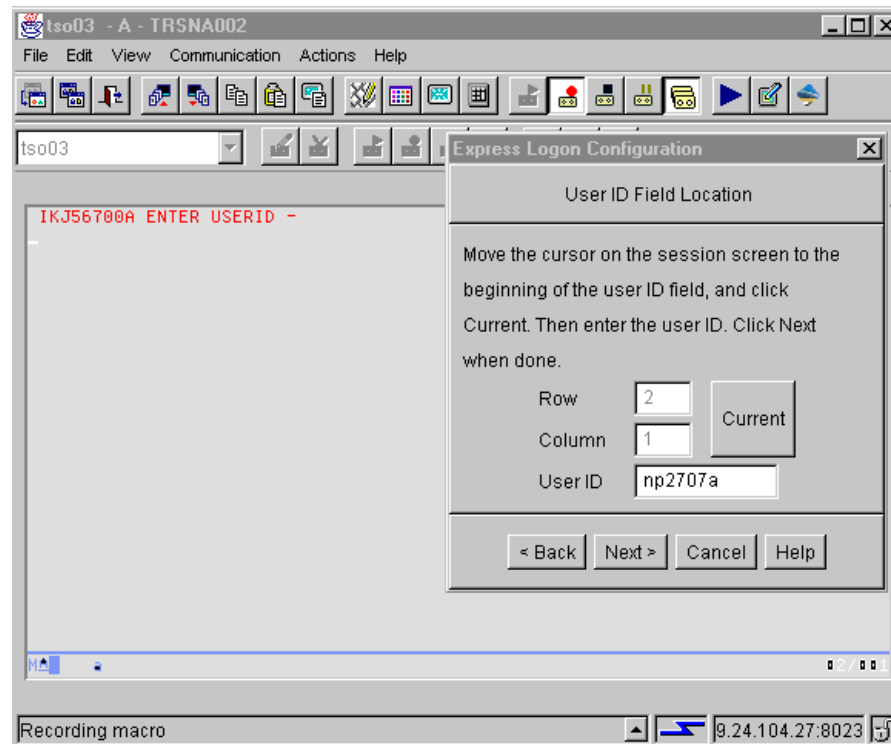 tso03 - A - TRSNA002
File Edit View Communication Actions Help
tso03
Express Logon Configuration
User ID Field Location
IKJ56700A ENTER USERID -
Move the cursor on the session screen to the
beginning of the user ID field, and click
Current. Then enter the user ID. Click Next
when done.
Row 2
Current
Column 1
User ID np2707a
< Back Next > Cancel Help
MA a 02/001
Recording macro 9.24.104.27:8023